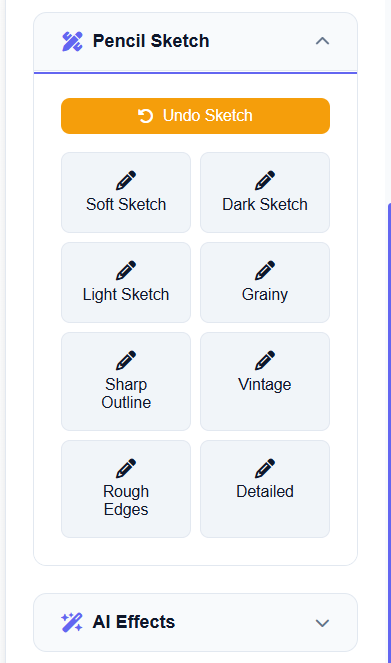 Pencil Sketch
Undo Sketch
Soft Sketch
Dark Sketch
Light Sketch
Grainy
Sharp
Outline
Vintage
Rough
Edges
Detailed
AI Effects